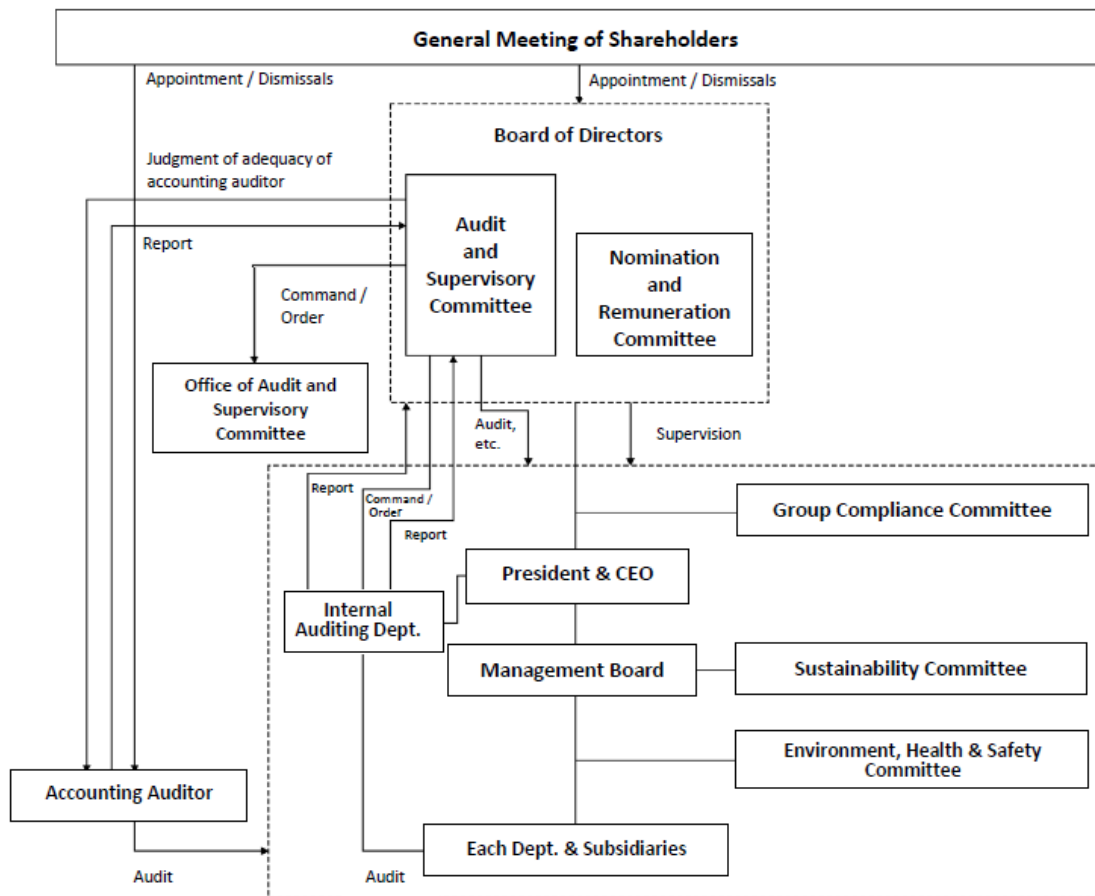 General Meeting of Shareholders
Appointment / Dismissals
Appointment / Dismissals
Board of Directors
Judgment of adequacy of
accounting auditor
Audit
and
Supervisory
Committee
Report
Nomination
and
Remuneration
Committee
Command /
Order
Office of Audit and
Supervisory
Committee
Audit,
etc.
Supervision
Report
Command /
Order
Report
Group Compliance Committee
President & CEO
Internal
Auditing Dept.
Management Board
Sustainability Committee
Environment, Health & Safety
Committee
Accounting Auditor
Each Dept. & Subsidiaries
Audit
Audit